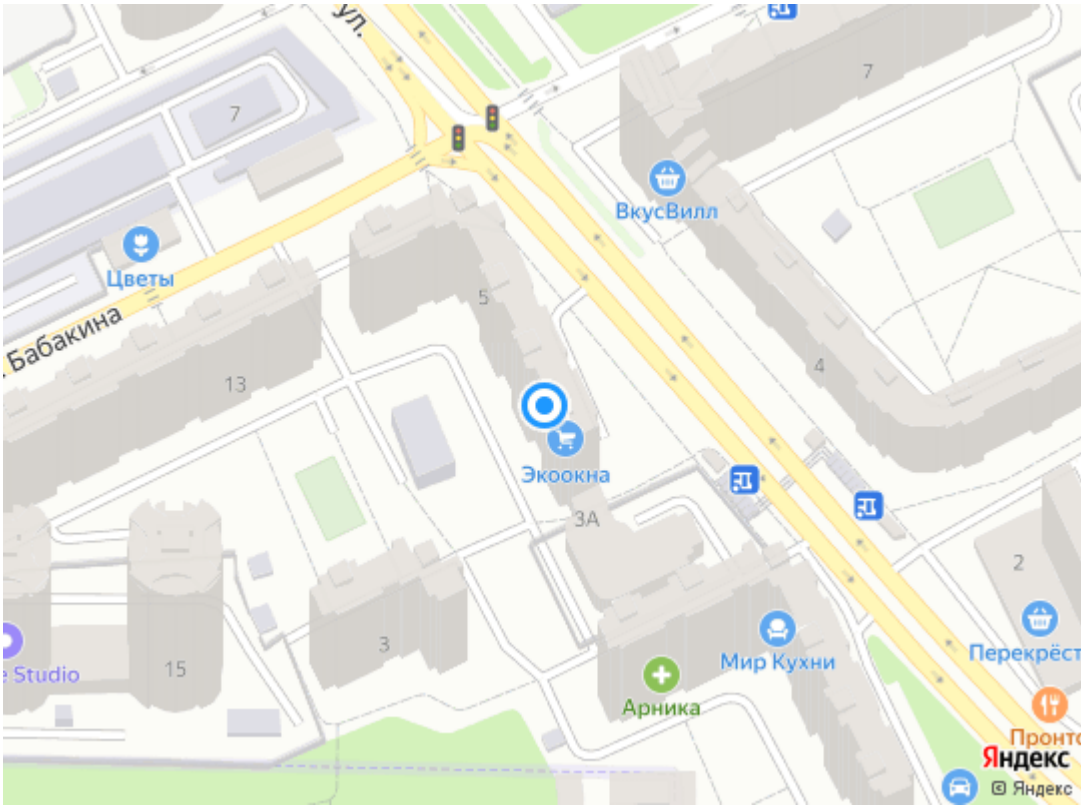 ул.
7
7
ВкусВилл
Цветы
5
Бабакина
13
4
Экоокна
3А
2
3
15
e Studio
Мир Кухни
Перекрёст
Арника
Пронто
Яндекс
© Яндекс